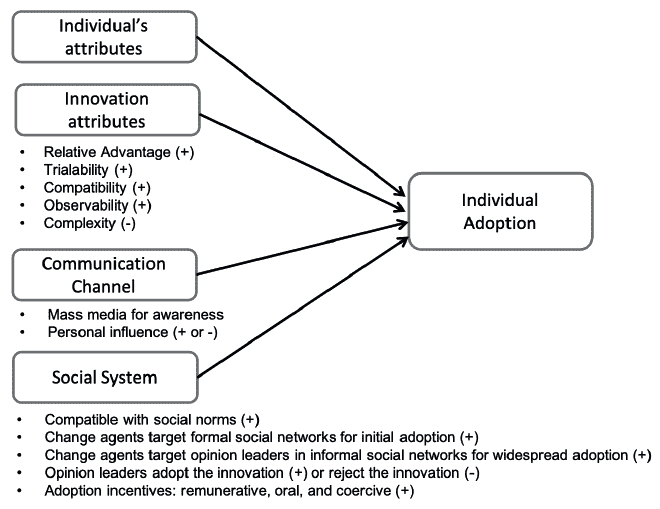 Individual's
attributes
Innovation
attributes
• Relative Advantage (+)
• Trialability (+)
• Compatibility (+)
• Observability (+)
• Complexity (-)
Individual
Adoption
Communication
Channel
• Mass media for awareness
• Personal influence (+ or -)
Social System
• Compatible with social norms (+)
• Change agents target formal social networks for initial adoption (+)
• Change agents target opinion leaders in informal social networks for widespread adoption (+)
• Opinion leaders adopt the innovation (+) or reject the innovation (-)
• Adoption incentives: remunerative, oral, and coercive (+)